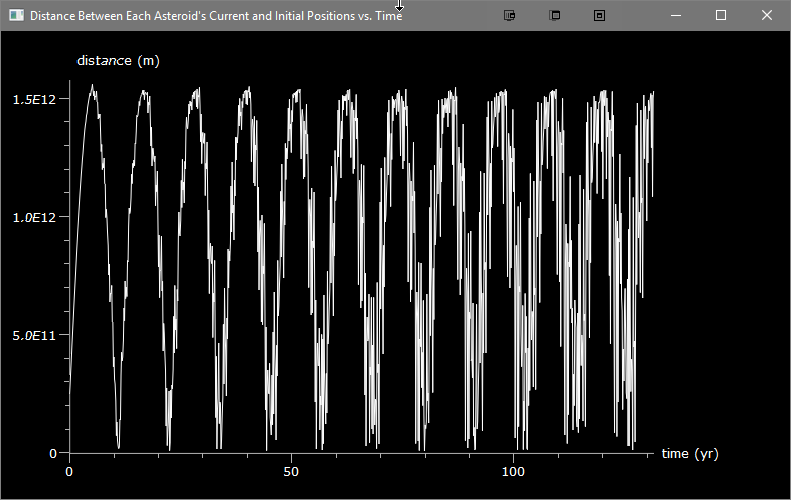 Distance Between Each Asteroid's Current and Initial Positions vs. Time
distance (m)
1.5E12
1.0E12
5.0E11
0
0 50 100
time (yr)